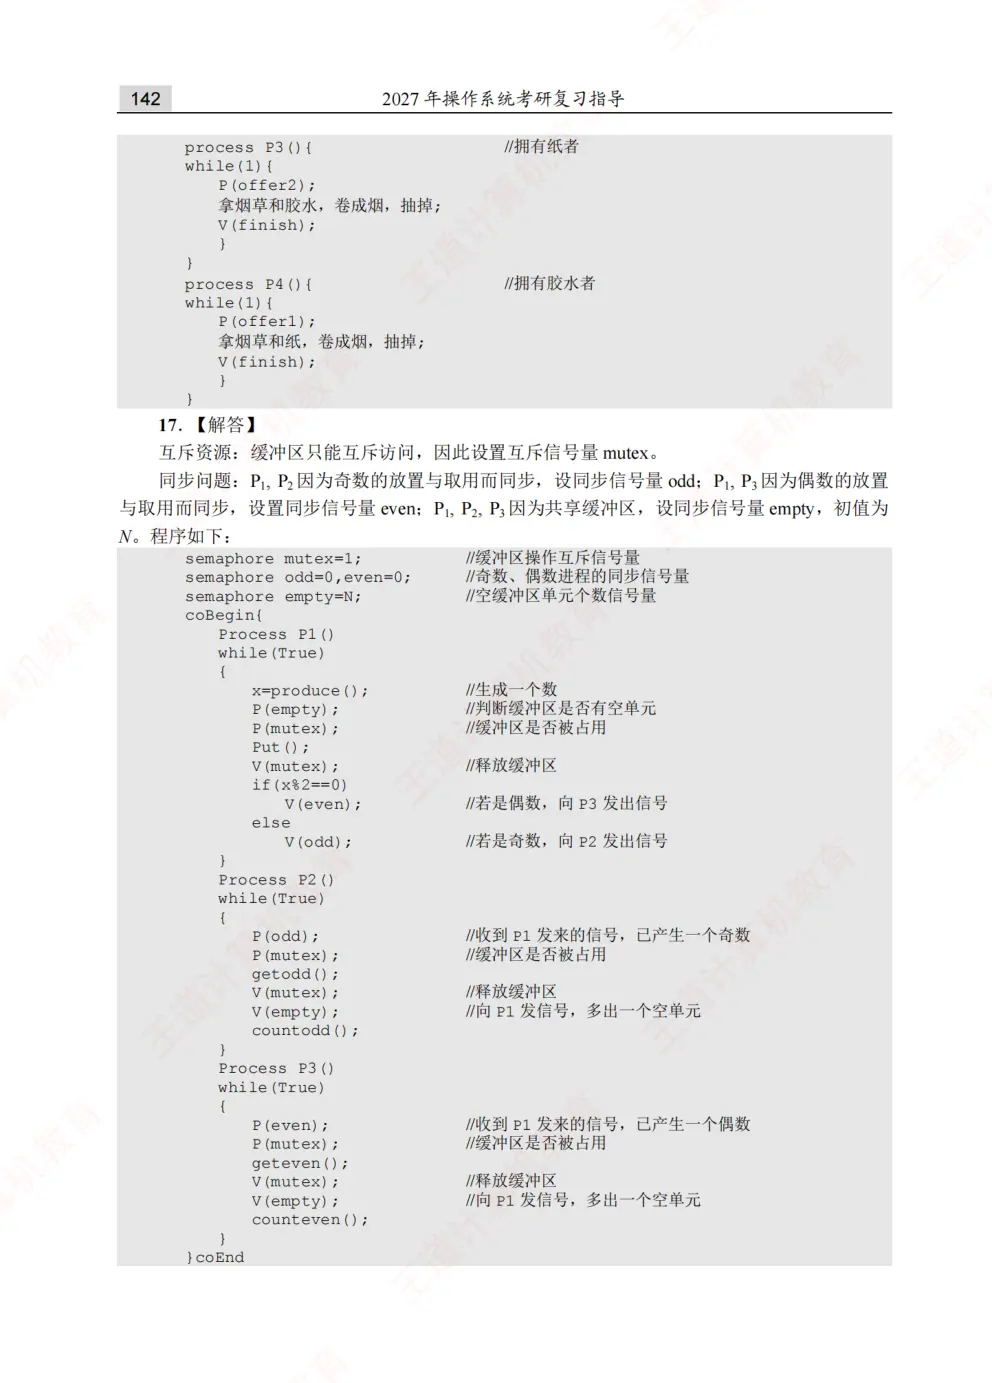 142 2027 年操作系统考研复习指导
process P3(){ //拥有纸者
while(1){
P(offer2);
拿烟草和胶水，卷成烟，抽掉；
V(finish);
}
}
process P4(){ //拥有胶水者
while(1){
P(offer1);
拿烟草和纸，卷成烟，抽掉；
V(finish);
}
}
17. 【解答】
互斥资源：缓冲区只能互斥访问，因此设置互斥信号量 mutex。
同步问题：P1, P2 因为奇数的放置与取用而同步，设同步信号量 odd；P1, P3 因为偶数的放置
与取用而同步，设置同步信号量 even；P1, P2, P3 因为共享缓冲区，设同步信号量 empty，初值为
N。程序如下：
semaphore mutex=1; //缓冲区操作互斥信号量
semaphore odd=0,even=0; //奇数、偶数进程的同步信号量
semaphore empty=N; //空缓冲区单元个数信号量
coBegin{
Process P1()
while(True)
{
x=produce(); //生成一个数
P(empty); //判断缓冲区是否有空单元
P(mutex); //缓冲区是否被占用
Put();
V(mutex); //释放缓冲区
if(x%2==0)
V(even); //若是偶数，向 P3 发出信号
else
V(odd); //若是奇数，向 P2 发出信号
}
Process P2()
while(True)
{
P(odd); //收到 P1 发来的信号，已产生一个奇数
P(mutex); //缓冲区是否被占用
getodd();
V(mutex); //释放缓冲区
V(empty); //向 P1 发信号，多出一个空单元
countodd();
}
Process P3()
while(True)
{
P(even); //收到 P1 发来的信号，已产生一个偶数
P(mutex); //缓冲区是否被占用
geteven();
V(mutex); //释放缓冲区
V(empty); //向 P1 发信号，多出一个空单元
counteven();
}
}coEnd
王道计算机教育